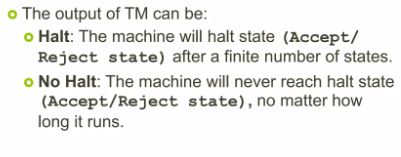 The output of TM can be:
Halt: The machine will halt state (Accept/
Reject state) after a finite number of states.
No Halt: The machine will never reach halt state
(Accept/Reject state), no matter how
long it runs.